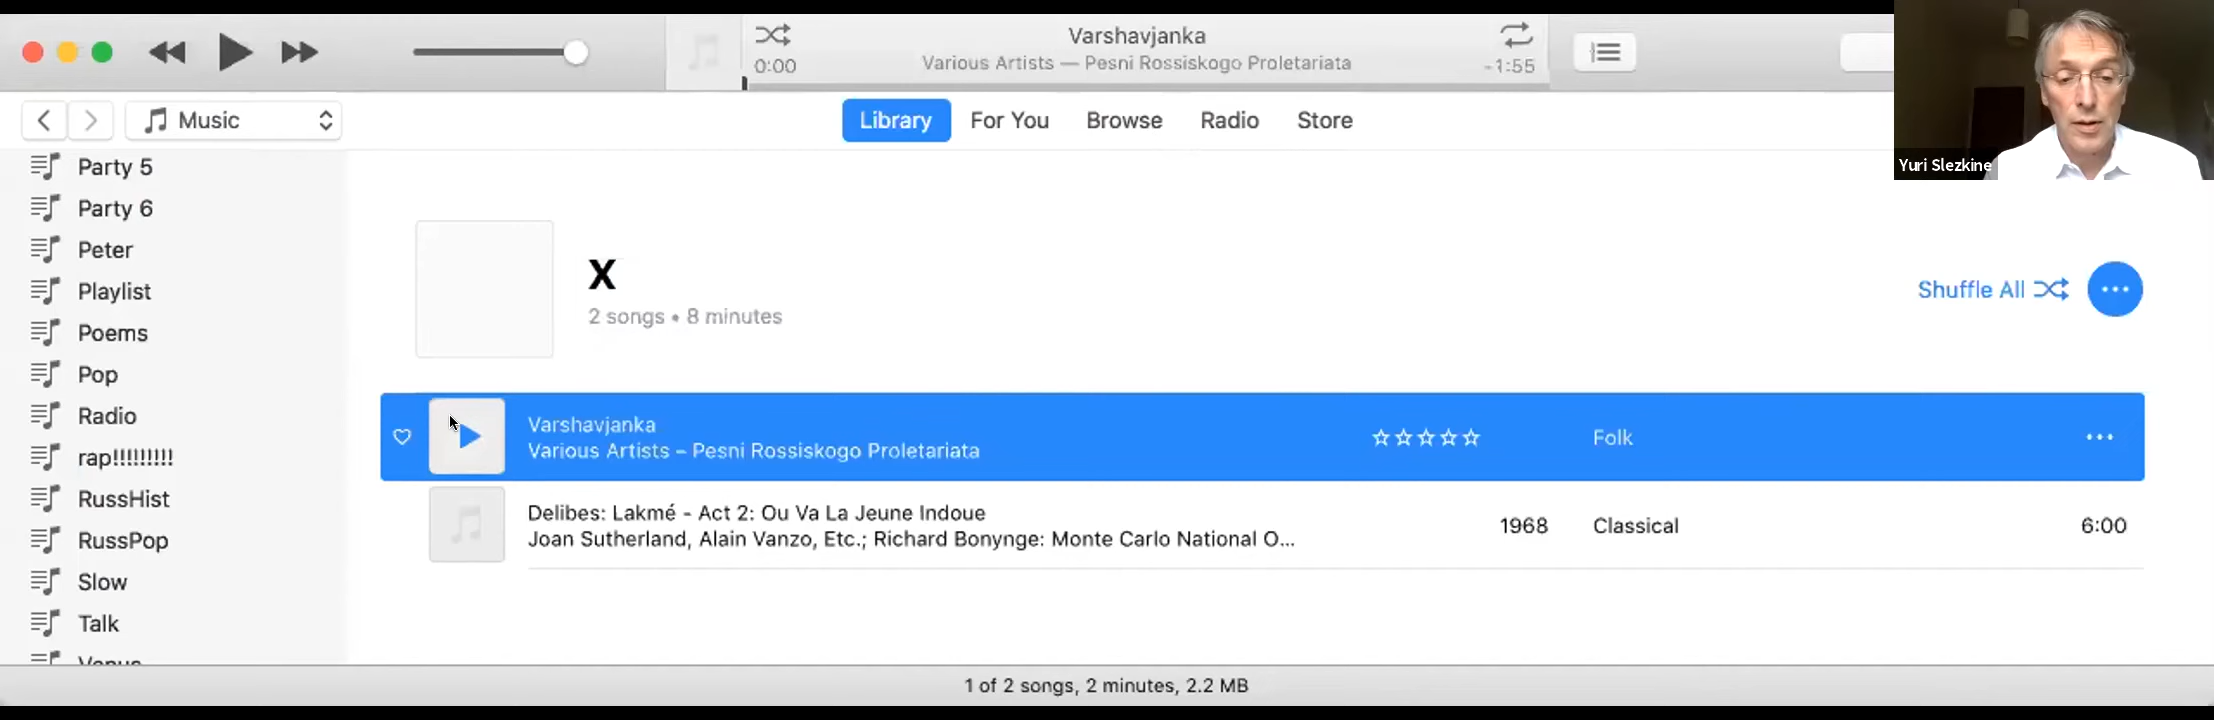 Varshavjanka
0:00
Various Artists — Pesni Rossiskogo Proletariata
-1:55
Music
Library
For You
Browse
Radio
Store
Yuri Slezkine
Party 5
Party 6
Peter
Playlist
Poems
Pop
Radio
rap!!!!!!!!!
RussHist
RussPop
Slow
Talk
Venus
X
2 songs • 8 minutes
Shuffle All
Varshavjanka
Various Artists – Pesni Rossiskogo Proletariata
Folk
Delibes: Lakmé - Act 2: Ou Va La Jeune Indoue
Joan Sutherland, Alain Vanzo, Etc.; Richard Bonynge: Monte Carlo National O...
1968
Classical
6:00
1 of 2 songs, 2 minutes, 2.2 MB